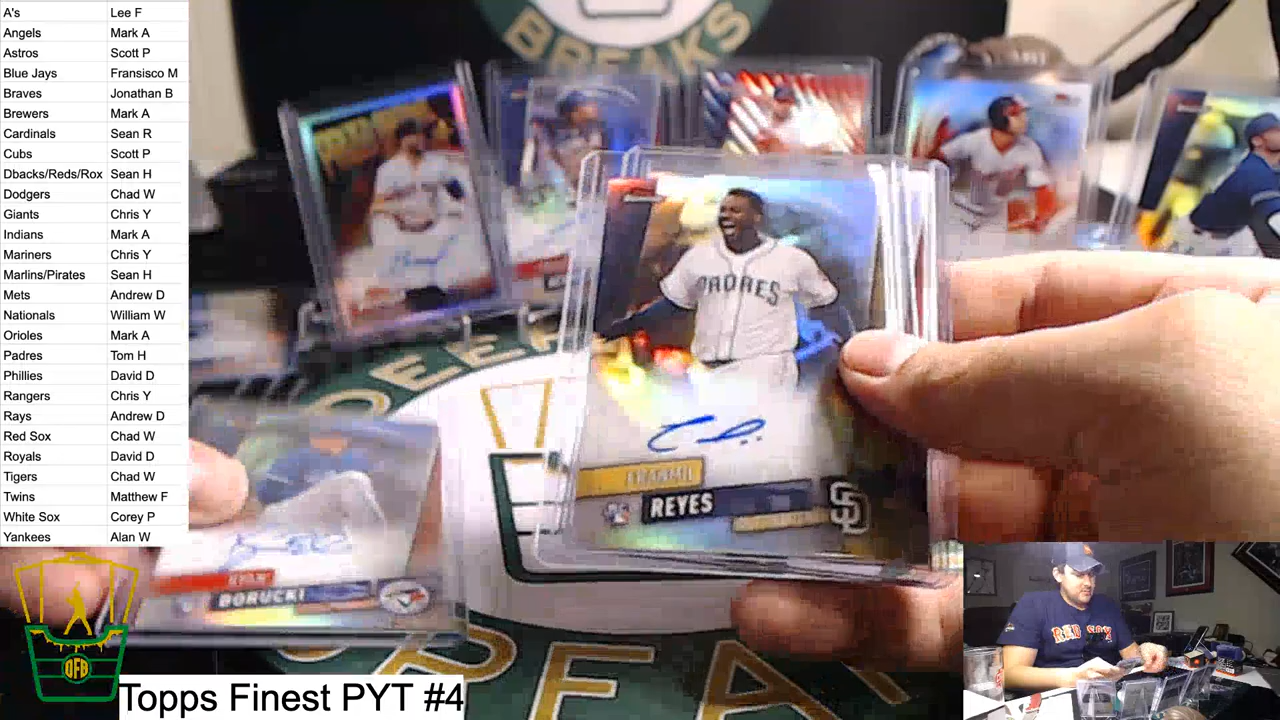 A's Lee F
Angels Mark A
Astros Scott P
Blue Jays Fransisco M
Braves Jonathan B
Brewers Mark A
Cardinals Sean R
Cubs Scott P
Dbacks/Reds/Rox Sean H
Dodgers Chad W
Giants Chris Y
Indians Mark A
Mariners Chris Y
Marlins/Pirates Sean H
Mets Andrew D
Nationals William W
Orioles Mark A
Padres Tom H
Phillies David D
Rangers Chris Y
Rays Andrew D
Red Sox Chad W
Royals David D
Tigers Chad W
Twins Matthew F
White Sox Corey P
Yankees Alan W
BREAKS
PADRES
REYES
SD
RYAN
BORUCKI
RED SOX
OFB
Topps Finest PYT #4